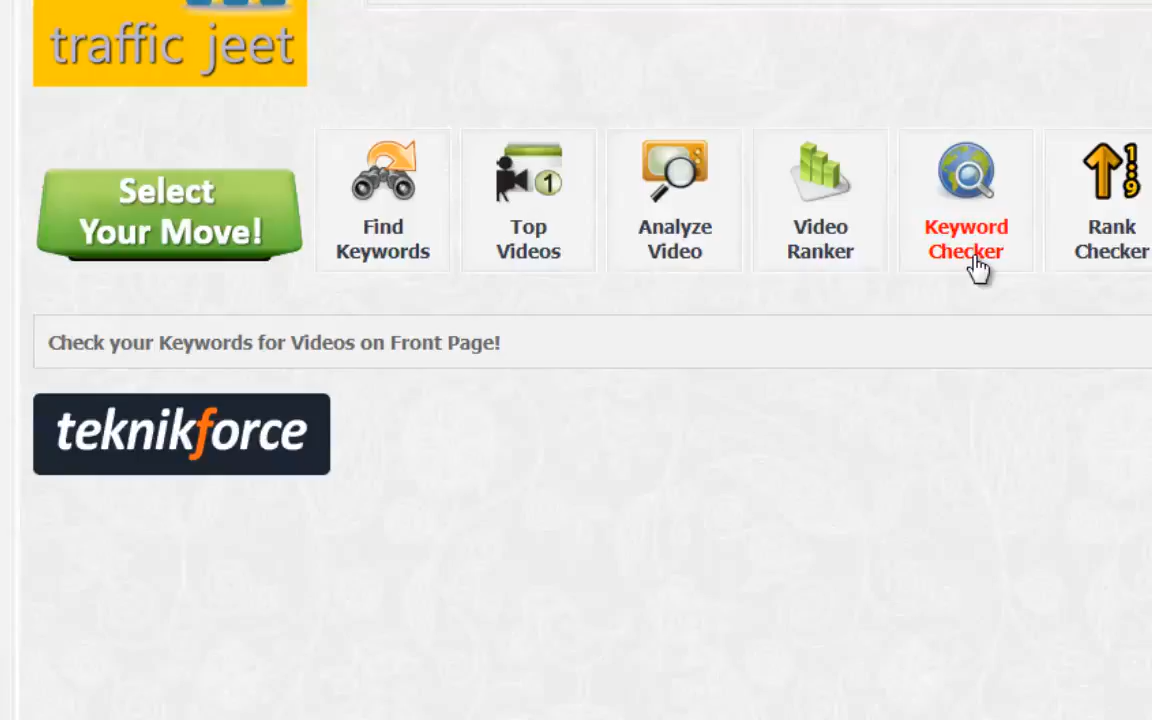 traffic jeet
Select
Your Move!
Find
Keywords
Top
Videos
1
Analyze
Video
Video
Ranker
Keyword
Checker
Rank
Checker
Check your Keywords for Videos on Front Page!
teknikforce